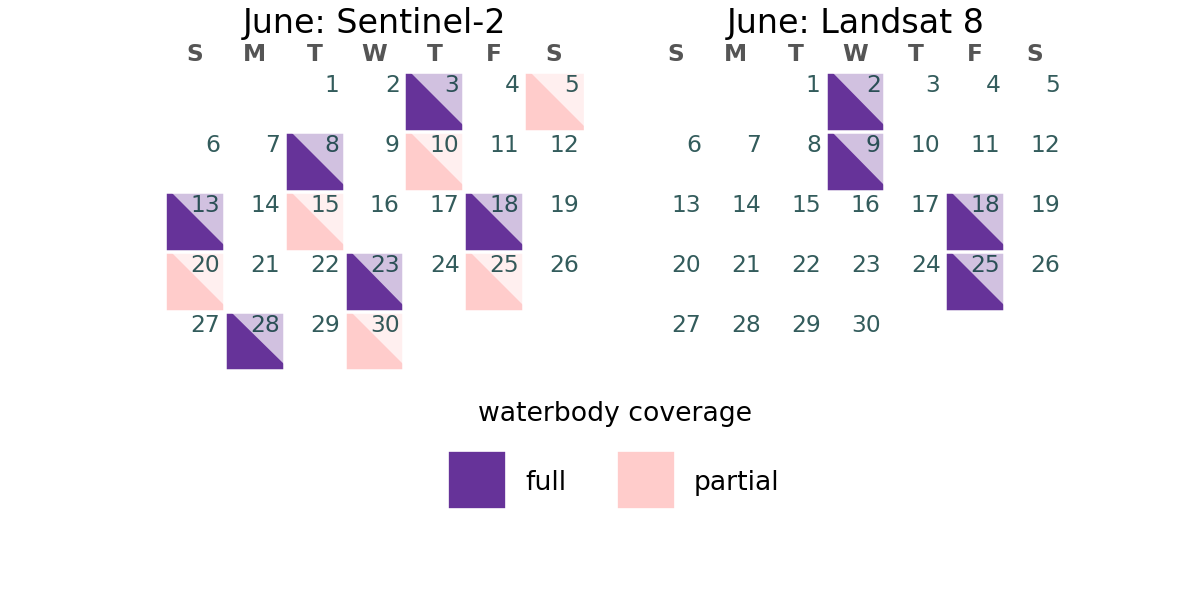 June: Sentinel-2
S M T W T F S
1 2 3 4 5
6 7 8 9 10 11 12
13 14 15 16 17 18 19
20 21 22 23 24 25 26
27 28 29 30
June: Landsat 8
S M T W T F S
1 2 3 4 5
6 7 8 9 10 11 12
13 14 15 16 17 18 19
20 21 22 23 24 25 26
27 28 29 30
waterbody coverage
full partial